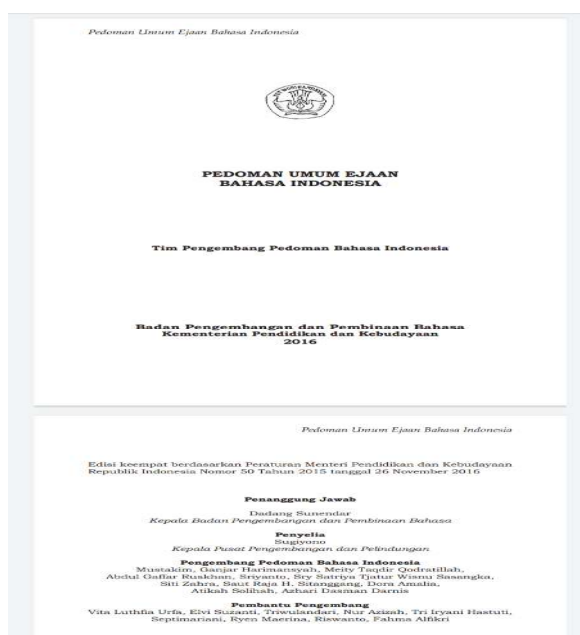 Pedoman Umum Ejaan Bahasa Indonesia
PEDOMAN UMUM EJAAN
BAHASA INDONESIA
Tim Pengembang Pedoman Bahasa Indonesia
Badan Pengembangan dan Pembinaan Bahasa
Kementerian Pendidikan dan Kebudayaan
2016
Pedoman Umum Ejaan Bahasa Indonesia
Edisi keempat berdasarkan Peraturan Menteri Pendidikan dan Kebudayaan
Republik Indonesia Nomor 50 Tahun 2015 tanggal 26 November 2016
Penanggung Jawab
Dadang Sunendar
Kepala Badan Pengembangan dan Pembinaan Bahasa
Penyelia
Sugiyono
Kepala Pusat Pengembangan dan Pelindungan
Pengembang Pedoman Bahasa Indonesia
Mustakim, Ganjar Harimansyah, Meity Taqdir Qodratillah,
Abdul Gaffar Ruskhan, Sriyanto, Sry Satriya Tjatur Wisnu Sasangka,
Siti Zahra, Saut Raja H. Sitanggang, Dora Amalia,
Atikah Solihah, Azhari Dasman Darnis
Pembantu Pengembang
Vita Luthfia Urfa, Elvi Suzanti, Triwulandari, Nur Azizah, Tri Iryani Hastuti,
Septimariani, Ryen Maerina, Riswanto, Fahma Alfikri